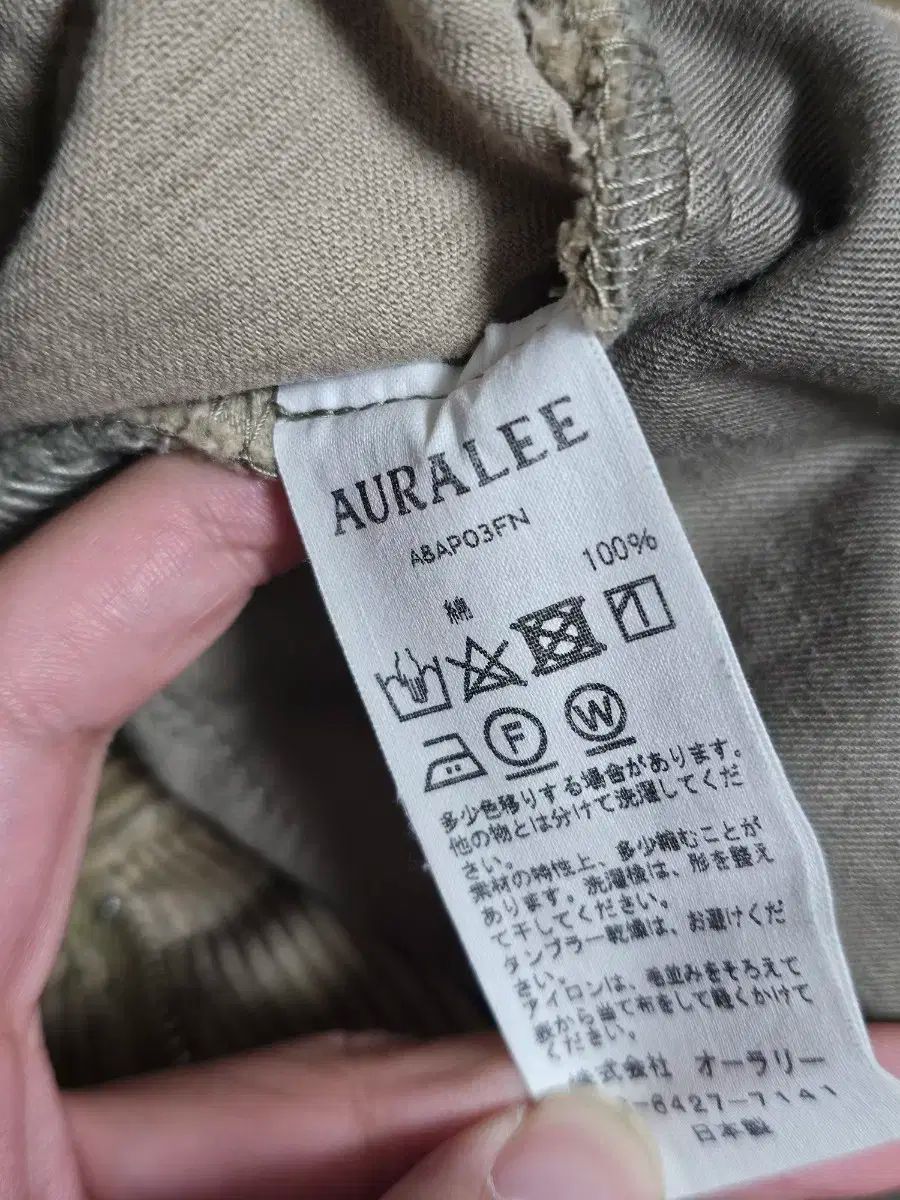 AURALEE
A8AP03FN
綿 100%
F W
多少色移りする場合があります。
他の物とは分けて洗濯してくだ
さい。
素材の特性上、多少縮むことが
あります。洗濯後は、形を整え
て干してください。
タンブラー乾燥は、お避けくだ
さい。
アイロンは、毛並みをそろえて
裏から当て布をして軽くかけて
ください。
株式会社 オーラリー
-6427-7141
日本製